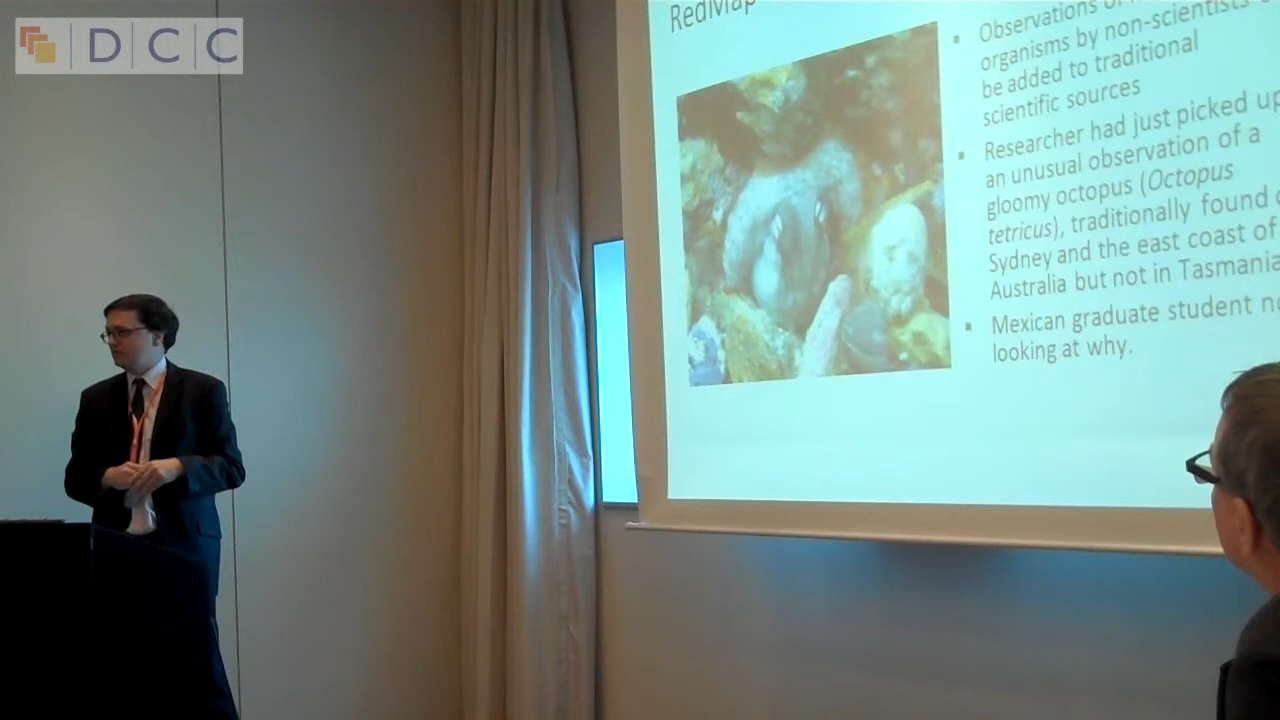 DCC
RedMap
Observations of
organisms by non-scientists
be added to traditional
scientific sources
Researcher had just picked up
an unusual observation of a
gloomy octopus (Octopus
tetricus), traditionally found
Sydney and the east coast of
Australia but not in Tasmania
Mexican graduate student
looking at why.